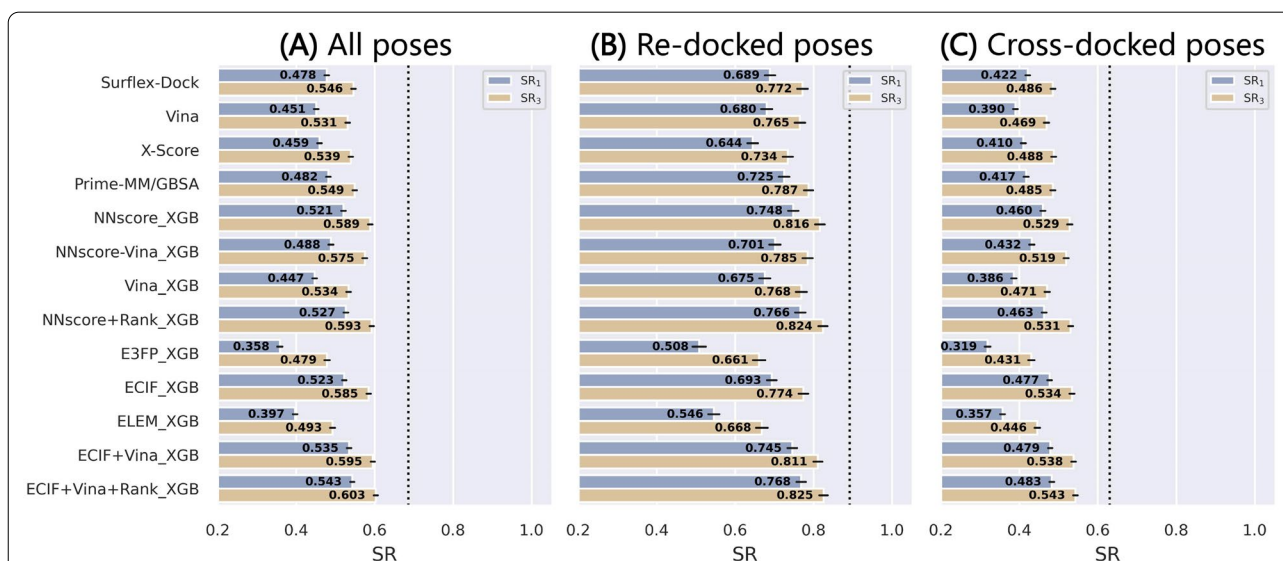 (A) All poses
(B) Re-docked poses
(C) Cross-docked poses
SR₁
SR₃
SR₁
SR₃
SR₁
SR₃
Surflex-Dock 0.478 0.689 0.422
0.546 0.772 0.486
Vina 0.451 0.680 0.390
0.531 0.765 0.469
X-Score 0.459 0.644 0.410
0.539 0.734 0.488
Prime-MM/GBSA 0.482 0.725 0.417
0.549 0.787 0.485
NNscore_XGB 0.521 0.748 0.460
0.589 0.816 0.529
NNscore-Vina_XGB 0.488 0.701 0.432
0.575 0.785 0.519
Vina_XGB 0.447 0.675 0.386
0.534 0.768 0.471
NNscore+Rank_XGB 0.527 0.766 0.463
0.593 0.824 0.531
E3FP_XGB 0.358 0.508 0.319
0.479 0.661 0.431
ECIF_XGB 0.523 0.693 0.477
0.585 0.774 0.534
ELEM_XGB 0.397 0.546 0.357
0.493 0.668 0.446
ECIF+Vina_XGB 0.535 0.745 0.479
0.595 0.811 0.538
ECIF+Vina+Rank_XGB 0.543 0.768 0.483
0.603 0.825 0.543
0.2 0.4 0.6 0.8 1.0 0.2 0.4 0.6 0.8 1.0 0.2 0.4 0.6 0.8 1.0
SR SR SR